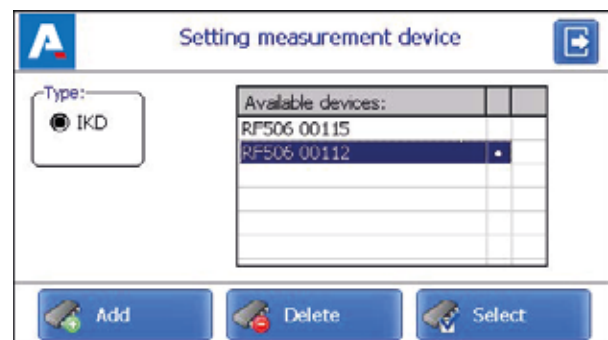 A
Setting measurement device
Type:
IKD
Available devices:
RF506 00115
RF506 00112
Add
Delete
Select